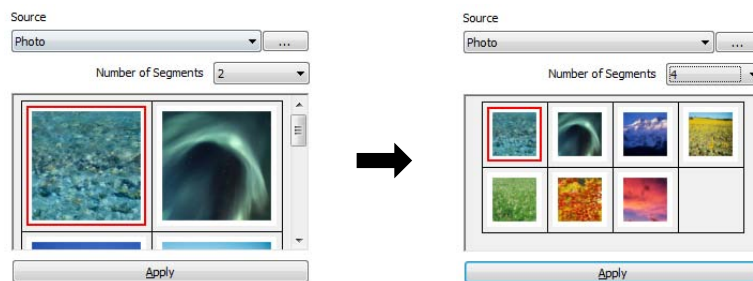 Source
Photo
...
Number of Segments 2
Apply
Source
Photo
...
Number of Segments 4
Apply